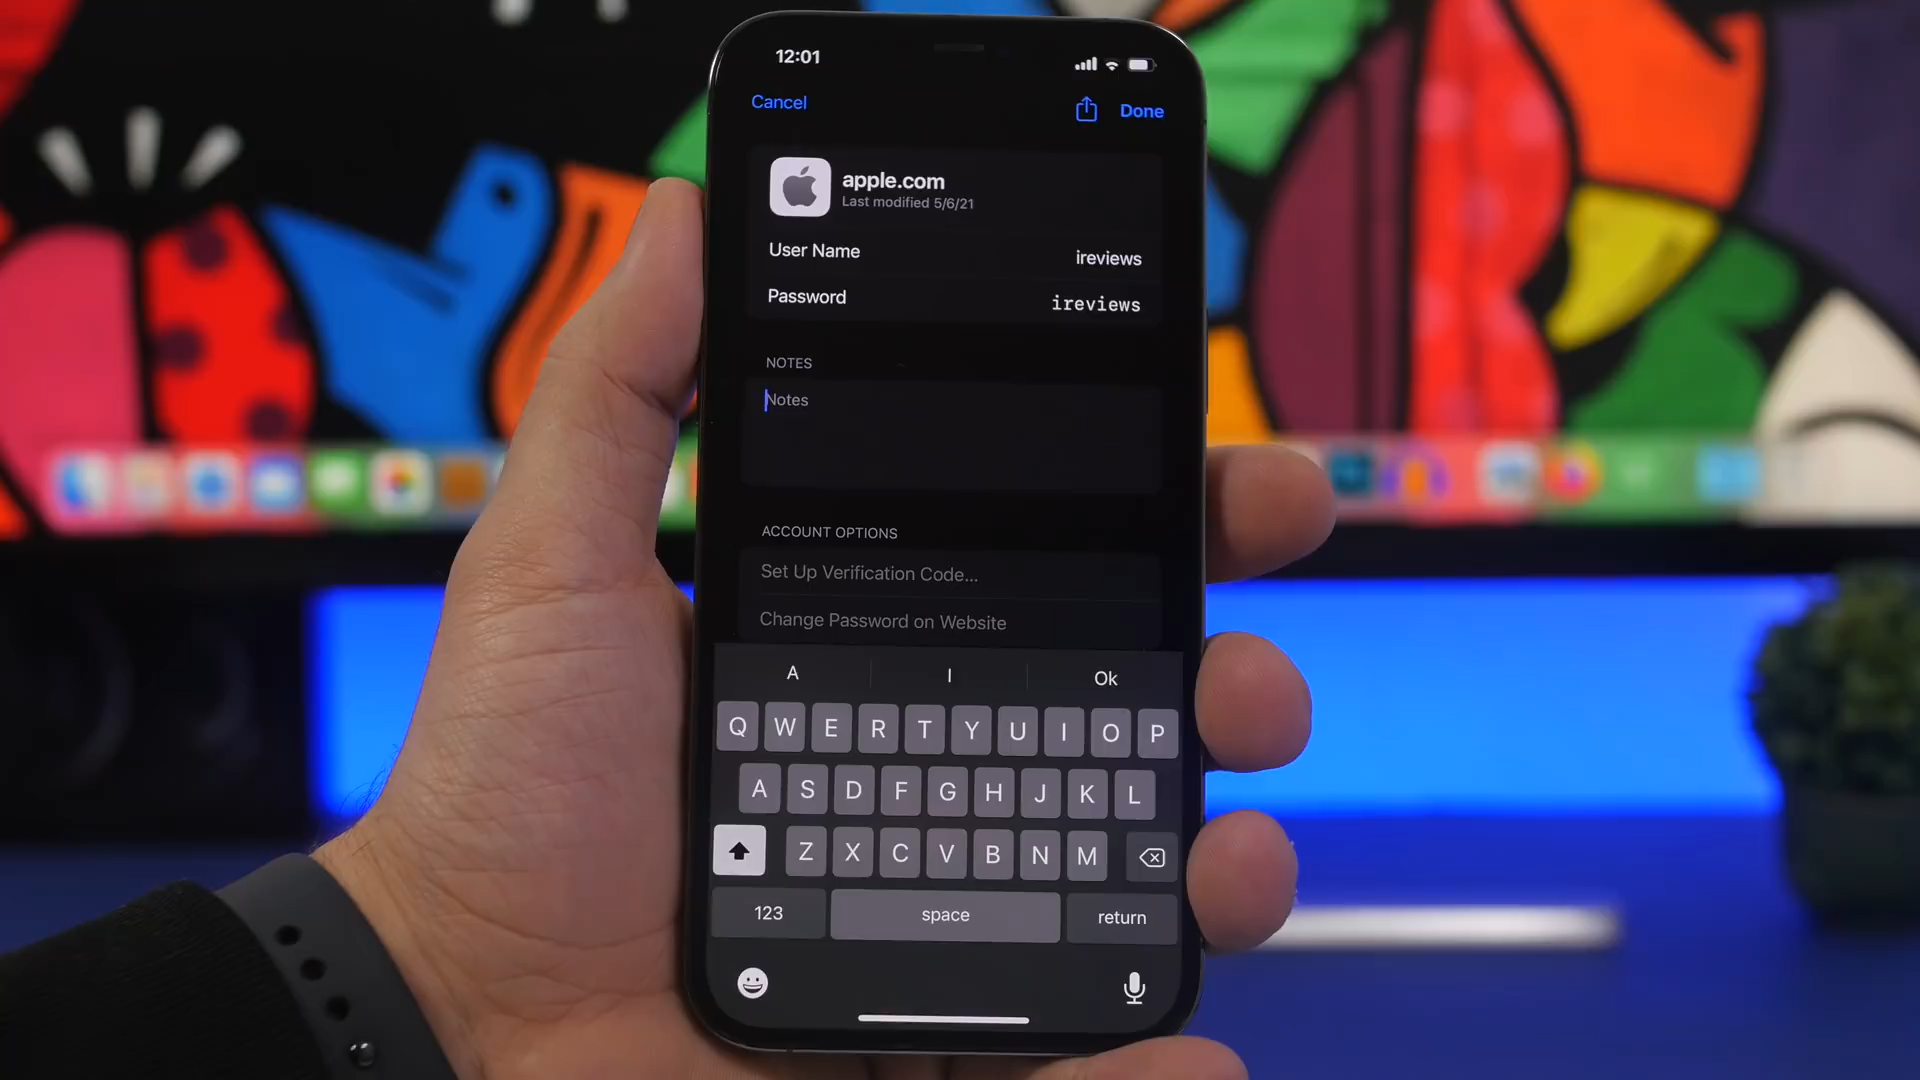 12:01
Cancel
Done
apple.com
Last modified 5/6/21
User Name
ireviews
Password
ireviews
NOTES
Notes
ACCOUNT OPTIONS
Set Up Verification Code...
Change Password on Website
A I Ok
Q W E R T Y U I O P
A S D F G H J K L
Z X C V B N M
123 space return